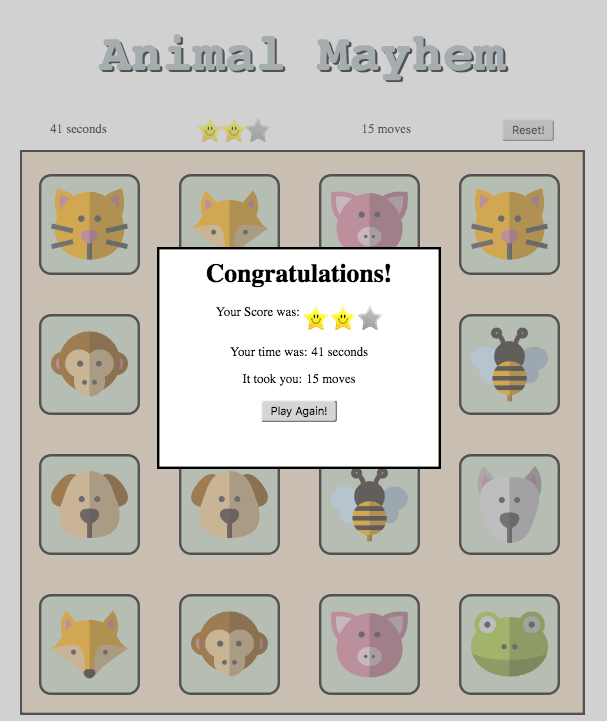 Animal Mayhem
41 seconds 15 moves Reset!
Congratulations!
Your Score was:
Your time was: 41 seconds
It took you: 15 moves
Play Again!